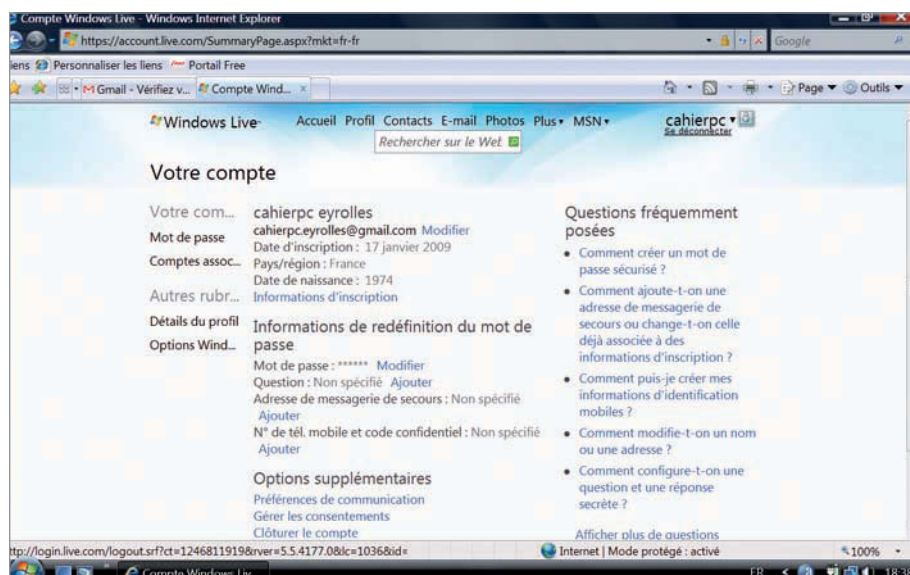 Compte Windows Live - Windows Internet Explorer
https://account.live.com/SummaryPage.aspx?mkt=fr-fr
Google
Personnaliser les liens Portail Free
Gmail - Vérifiez v... Compte Wind...
Page Outils
Windows Live Accueil Profil Contacts E-mail Photos Plus MSN
cahierpc
Se déconnecter
Rechercher sur le Web
Votre compte
Votre com...
Mot de passe
Comptes assoc...
Autres rubr...
Détails du profil
Options Wind...
cahierpc eyrolles
cahierpc.eyrolles@gmail.com Modifier
Date d'inscription : 17 janvier 2009
Pays/région : France
Date de naissance : 1974
Informations d'inscription
Informations de redéfinition du mot de
passe
Mot de passe : ****** Modifier
Question : Non spécifié Ajouter
Adresse de messagerie de secours : Non spécifié
Ajouter
N° de tél. mobile et code confidentiel : Non spécifié
Ajouter
Options supplémentaires
Préférences de communication
Gérer les consentements
Clôturer le compte
Questions fréquemment
posées
• Comment créer un mot de
passe sécurisé ?
• Comment ajoute-t-on une
adresse de messagerie de
secours ou change-t-on celle
déjà associée à des
informations d'inscription ?
• Comment puis-je créer mes
informations d'identification
mobiles ?
• Comment modifie-t-on un nom
ou une adresse ?
• Comment configure-t-on une
question et une réponse
secrète ?
Afficher plus de questions
ttp://login.live.com/logout.srf?ct=1246811919&rver=5.5.4177.0&lc=1036&id=
Internet | Mode protégé : activé
100%
Compte Windows Liv...
FR
18:38